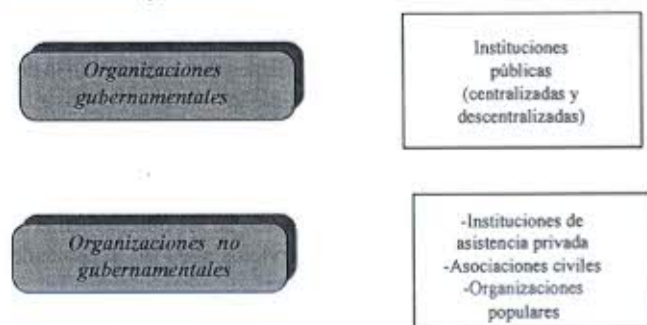 Organizaciones
gubernamentales
Instituciones
públicas
(centralizadas y
descentralizadas)
Organizaciones no
gubernamentales
-Instituciones de
asistencia privada
-Asociaciones civiles
-Organizaciones
populares